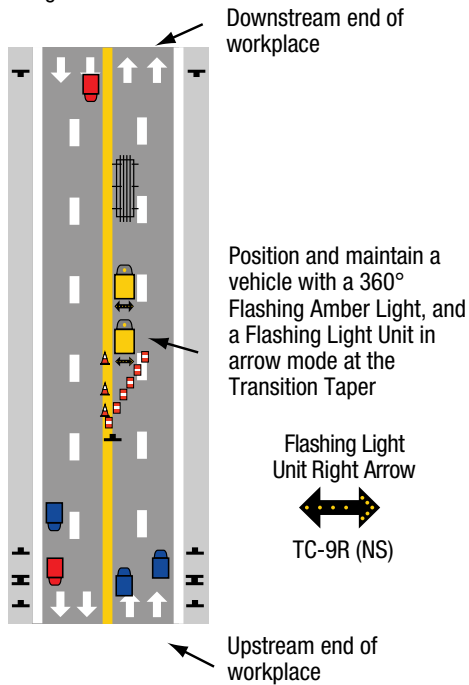 Downstream end of
workplace
Position and maintain a
vehicle with a 360°
Flashing Amber Light, and
a Flashing Light Unit in
arrow mode at the
Transition Taper
Flashing Light
Unit Right Arrow
TC-9R (NS)
Upstream end of
workplace